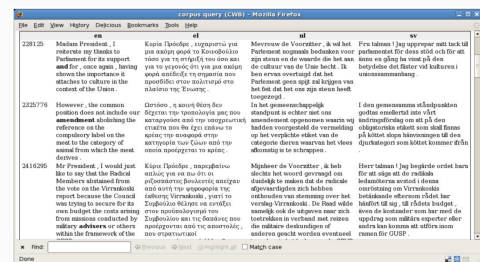 corpus query (CWB) - Mozilla Firefox
File Edit View History Delicious Bookmarks Tools Help
en el nl sv
228125
Madam President , I
reiterate my thanks to
Parliament for its support
and for , once again , having
shows the importance it
attaches to culture in the
context of the Union .
Κυρία Πρόεδρε , ευχαριστώ για
μια ακόμη φορά το Κοινοβούλιο
τόσο για τη στήριξή του όσο και
για το γεγονός ότι για μια ακόμη
φορά απέδειξε τη σημασία που
προσδίδει στον πολιτισμό στο
πλαίσιο της Ένωσης .
Mevrouw de Voorzitter , ik wil het
Parlement nogmaals bedanken voor
zijn steun en de waarde die het aan
de cultuur van de Unie hecht . Ik
ben ervan overtuigd dat het
Parlement geen spijt zal krijgen van
het feit dat het ons zijn steun heeft
toegezegd .
Fru talman ! Jag upprepar mitt tack till
parlamentet för dess stöd och för att
ännu en gång ha visat på den
betydelse det fäster vid kulturen i
unionssammanhang .
2325776
However , the common
position does not include our
amendment abolishing the
reference on the
compulsory label on the
meat to the category of
animal from which the meat
derives .
Ωστόσο , η κοινή θέση δεν
δέχεται την τροπολογία μας που
καταργούσε από την υποχρεωτική
ετικέτα που θα έχει επάνω το
κρέας την αναφορά στην
κατηγορία των ζώων από την
οποία προέρχεται το κρέας .
In het gemeenschappelijk
standpunt is echter niet ons
amendement opgenomen waarin wij
hadden voorgesteld de vermelding
op het verplichte etiket van de
categorie dieren waarvan het vlees
afkomstig is te schrappen .
I den gemensamma ståndpunkten
godtas emellertid inte vårt
ändringsförslag om att på den
obligatoriska etikett som skall finnas
på köttet slopa hänvisningen till den
djurkategori som köttet kommer ifrån
.
2416295
Mr President , I would just
like to say that the Radical
Members abstained from
the vote on the Virrankoski
report because the Council
was trying to secure for its
own budget the costs arising
from missions conducted by
military advisers or others
within the framework of the
Κυρία Πρόεδρε , παρεμβαίνω
απλώς για να πω ότι οι
ριζοσπάστες βουλευτές απείχαν
από αυτή την ψηφοφορία της
έκθεσης Virrankoski , γιατί το
Συμβούλιο θέλησε να εντάξει
στον προϋπολογισμό του
Συμβουλίου και τις δαπάνες που
προέρχονται από τις αποστολές ,
που στρατιωτικοί
Mijnheer de Voorzitter , ik heb
slechts het woord gevraagd om
duidelijk te maken dat de radicale
afgevaardigden zich hebben
onthouden van stemming over het
verslag-Virrankoski . De Raad wilde
namelijk ook de uitgaven naar zich
toetrekken in verband met reizen
die militaire deskundigen of
anderen geacht worden eventueel
Herr talman ! Jag begärde ordet bara
för att säga att de radikala
ledamöterna avstod i denna
omröstning om Virrankoskis
betänkande eftersom rådet har
hänfört till sig , till rådets budget ,
även de kostnader som har med de
uppdrag som militära experter eller
andra kan komma att utföra inom
ramen för GUSP .
Find: Previous Next Highlight all Match case
Done